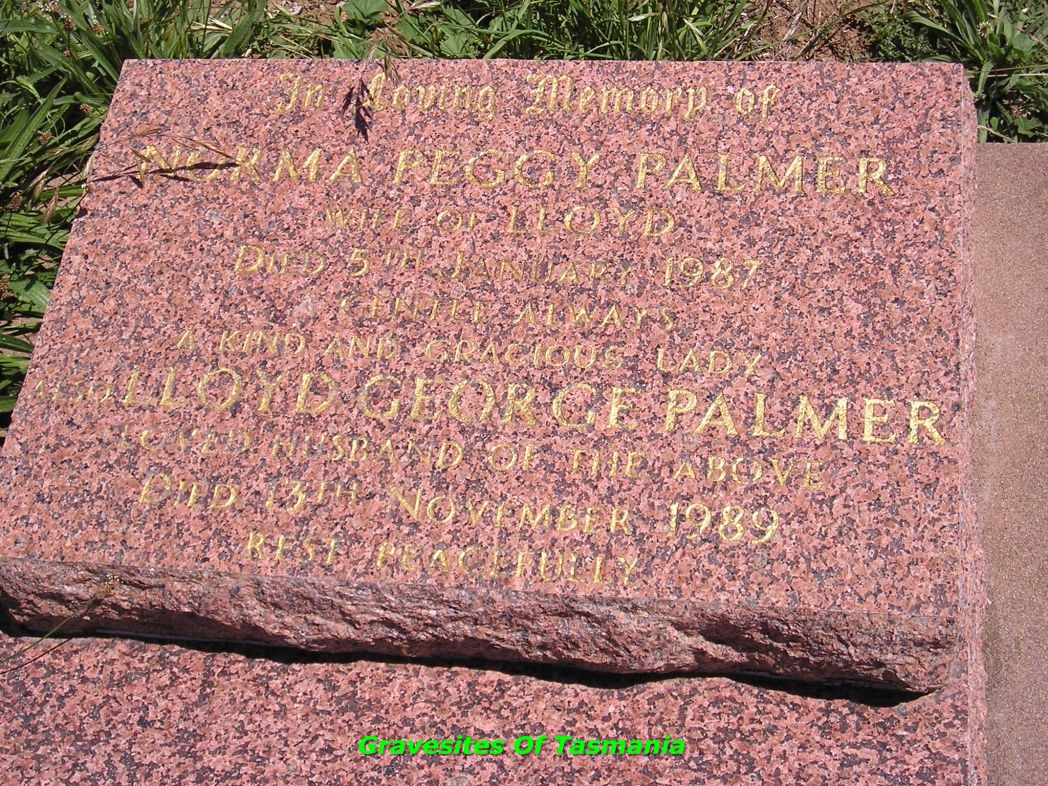 In Loving Memory of
NORMA PEGGY PALMER
WIFE OF LLOYD
DIED 5TH JANUARY 1987
GENTLE ALWAYS
A KIND AND GRACIOUS LADY
ALSO LLOYD GEORGE PALMER
LOVED HUSBAND OF THE ABOVE
DIED 13TH NOVEMBER 1989
REST PEACEFULLY
Gravesites Of Tasmania